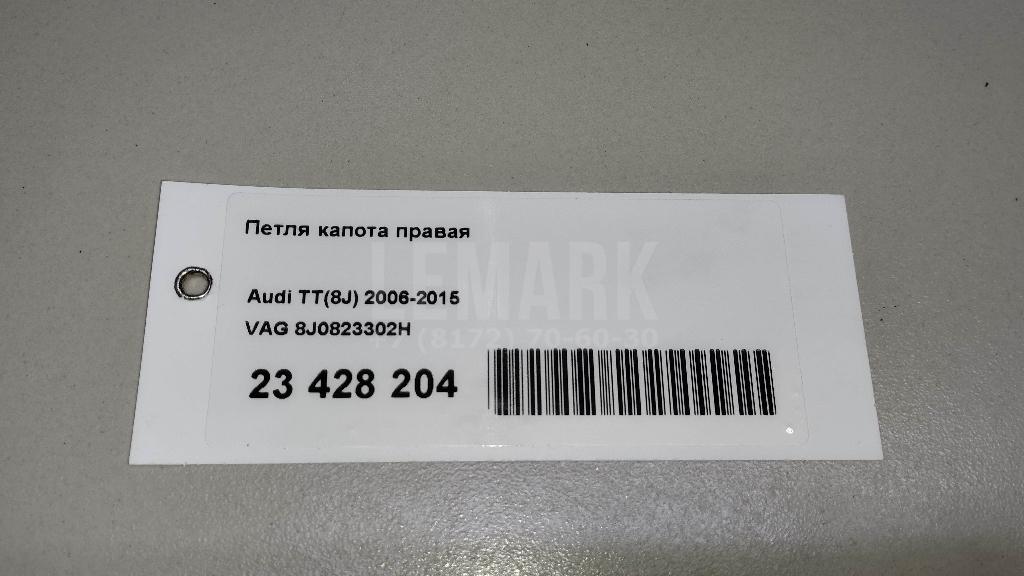 Петля капота правая
LEMARK
Audi TT(8J) 2006-2015
VAG 8J0823302H
+7 (8172) 70-60-30
23 428 204